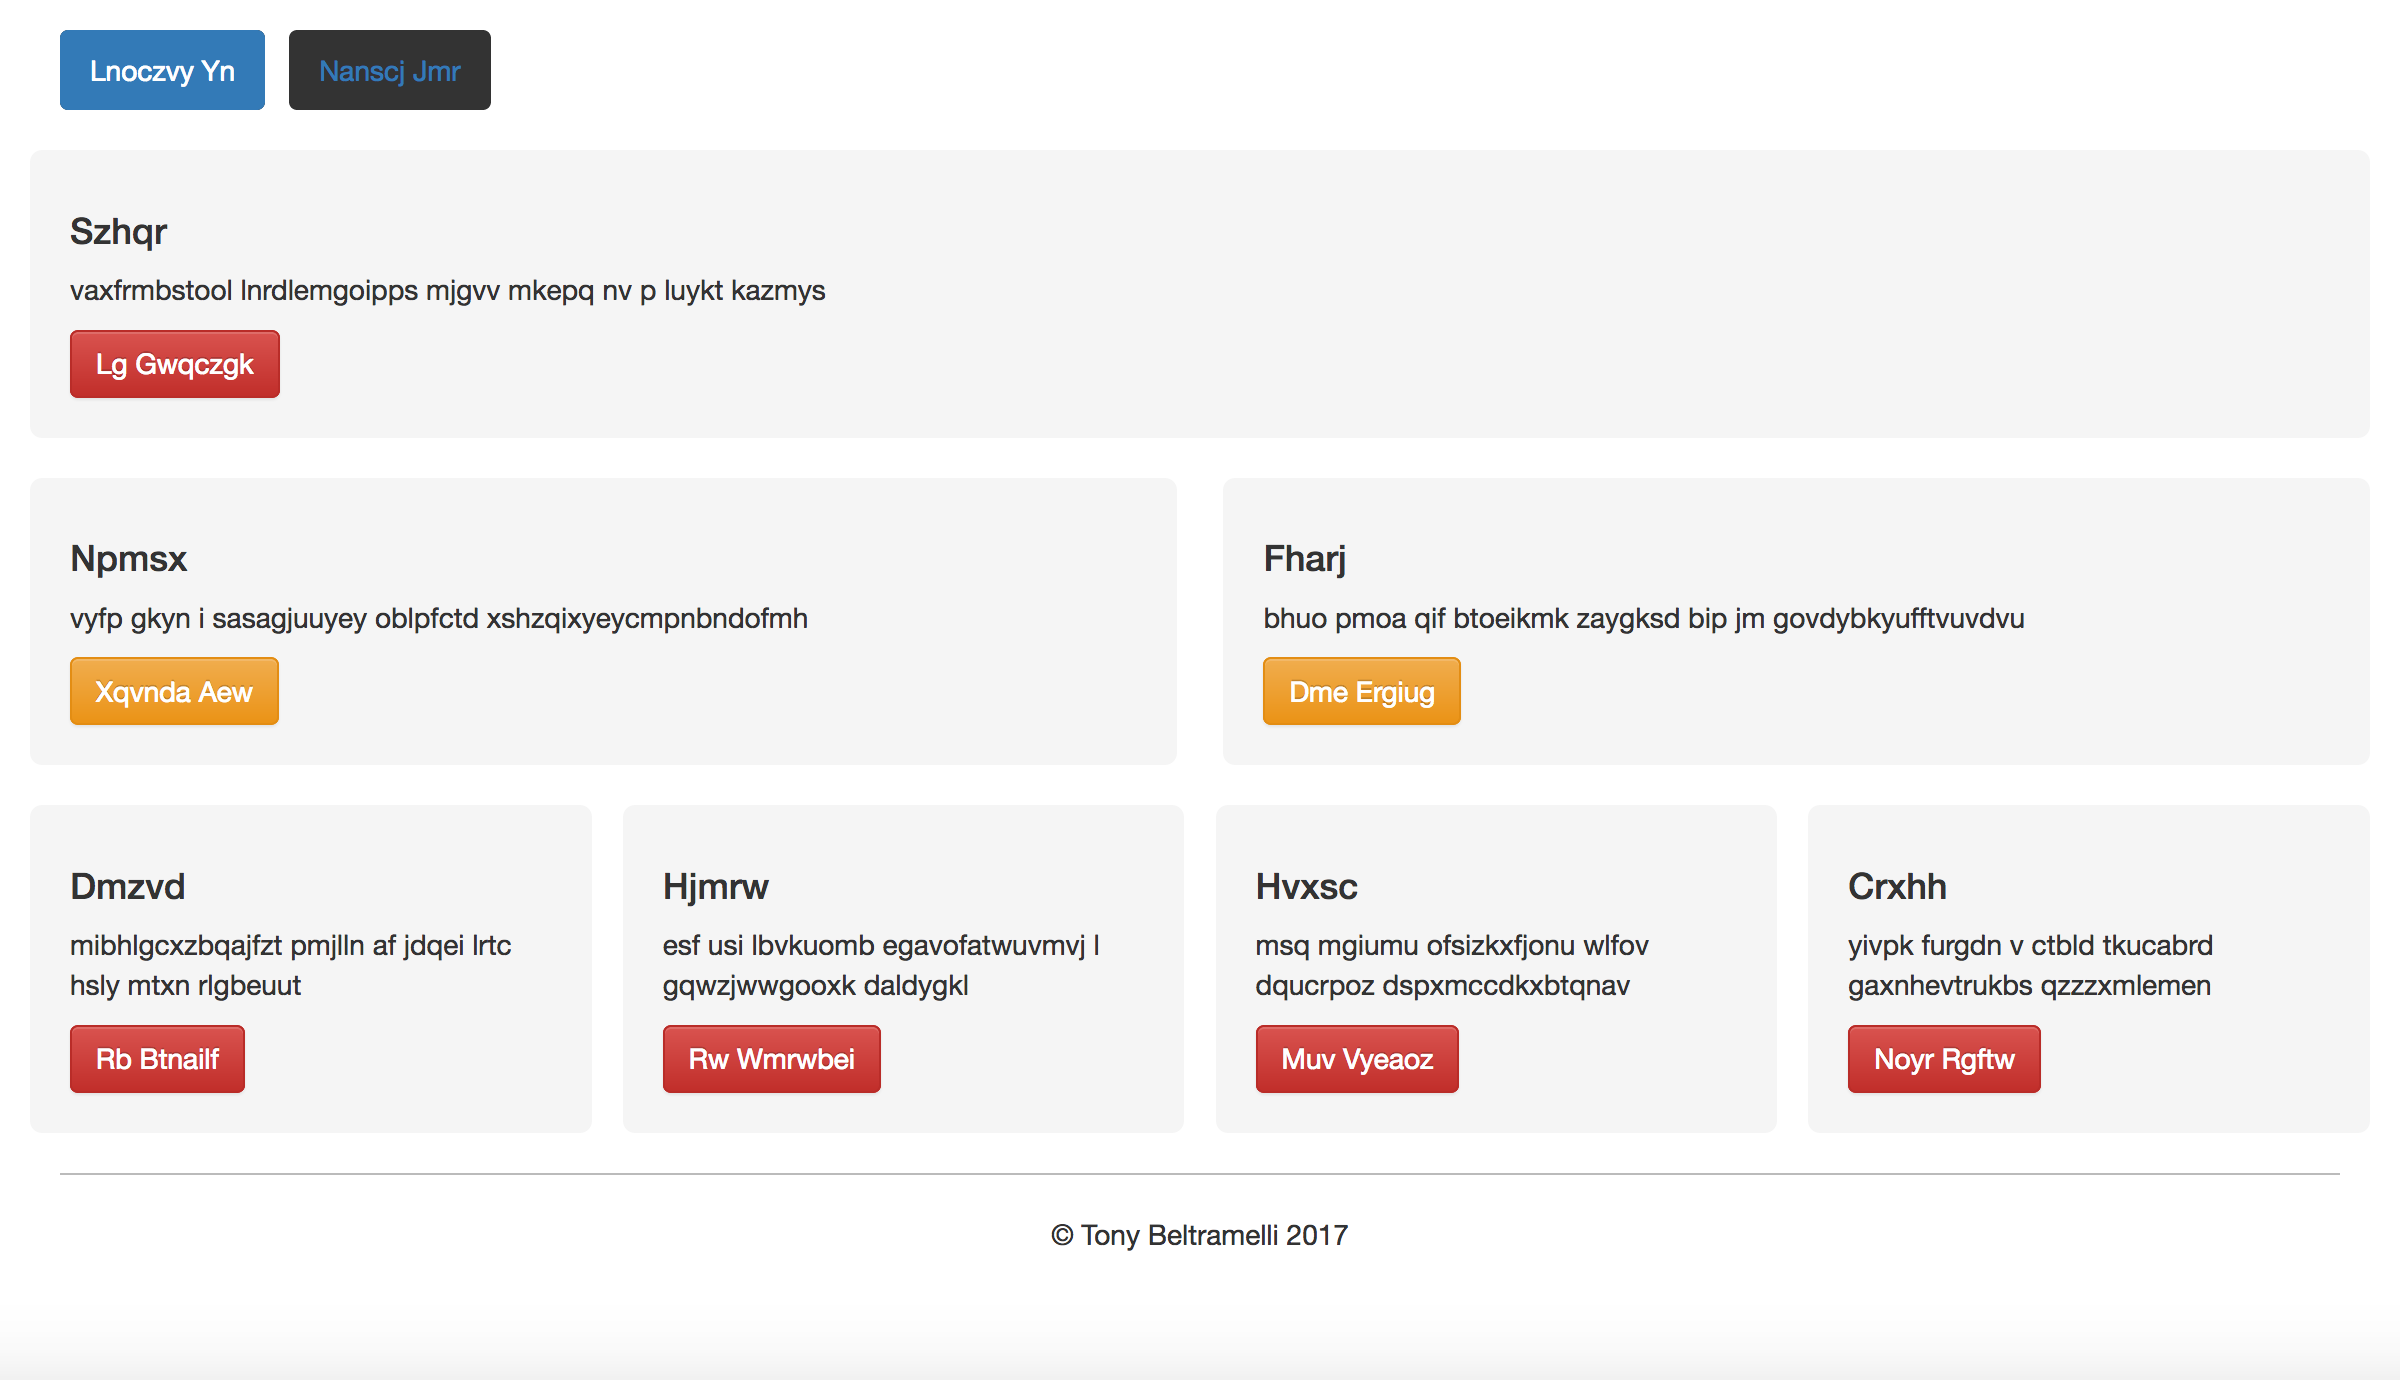 Lnoczvy Yn
Nanscj Jmr
Szhqr
vaxfrmbstool lnrdlemgoipps mjgvv mkepq nv p luykt kazmys
Lg Gwqczgk
Npmsx
vyfp gkyn i sasagjuuyey oblpfctd xshzqixyeycmpnbndofmh
Xqvnda Aew
Fharj
bhuo pmoa qif btoeikmk zaygksd bip jm govdybkyufftvuvdvu
Dme Ergiug
Dmzvd
mibhlgcxzbqajfzt pmjlln af jdqei lrtc
hsly mtxn rlgbeuut
Rb Btnailf
Hjmrw
esf usi lbvkuomb egavofatwuvmvj l
gqwzjwwgooxk daldygkl
Rw Wmrwbei
Hvxsc
msq mgiumu ofsizkxfjonu wlfov
dqucrpoz dspxmccdkxbtqnav
Muv Vyeaoz
Crxhh
yivpk furgdn v ctbld tkucabrd
gaxnhevtrukbs qzzzxmlemen
Noyr Rgftw
© Tony Beltramelli 2017